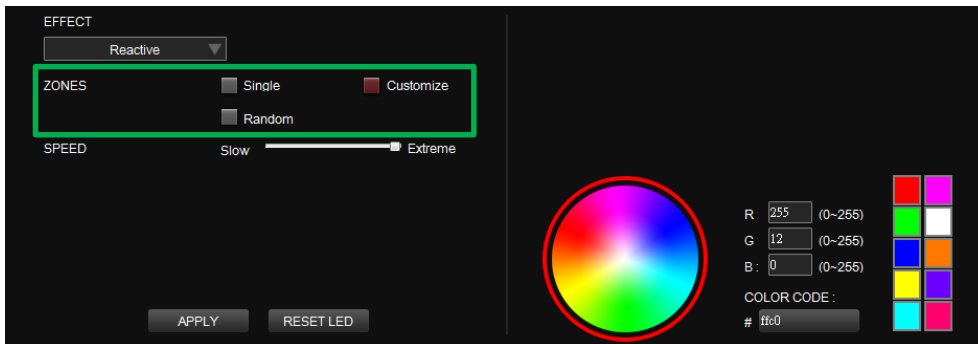 EFFECT
Reactive
ZONES
Single
Customize
Random
SPEED
Slow
Extreme
APPLY
RESET LED
R 255 (0~255)
G 12 (0~255)
B : 0 (0~255)
COLOR CODE :
# ffc0